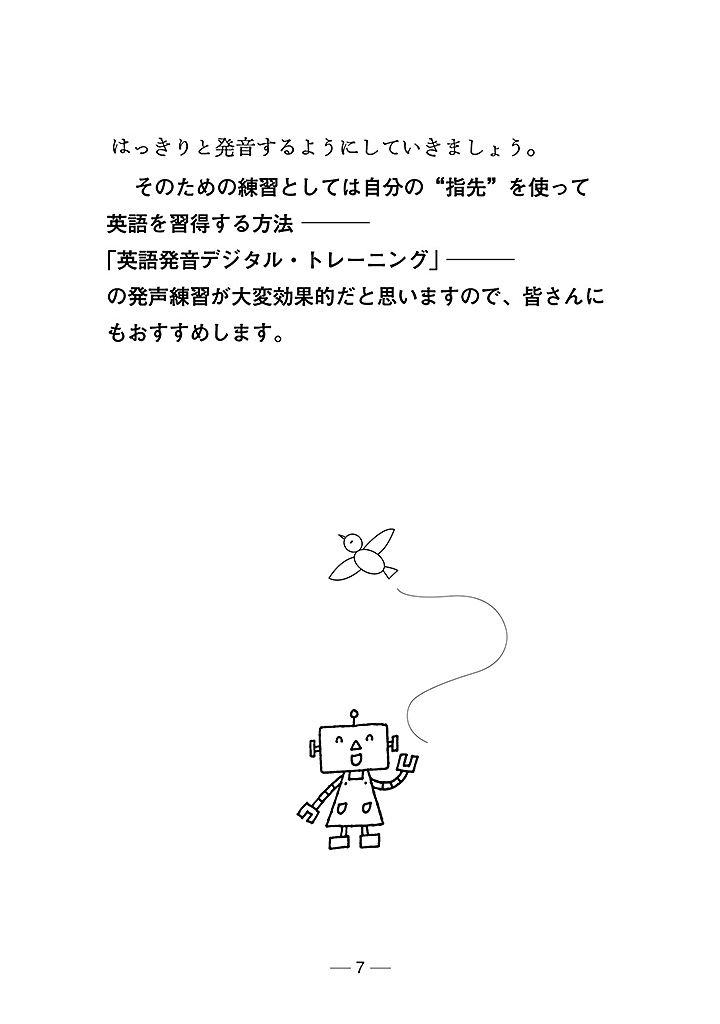 はっきりと発音するようにしていきましょう。
そのための練習としては自分の“指先”を使って
英語を習得する方法 ―――
「英語発音デジタル・トレーニング」―――
の発声練習が大変効果的だと思いますので、皆さんに
もおすすめします。
― 7 ―